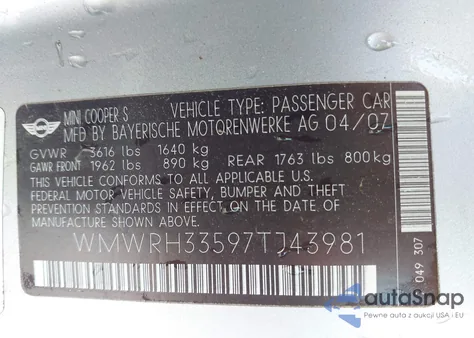 MINI COOPER S VEHICLE TYPE: PASSENGER CAR
MFD BY BAYERISCHE MOTORENWERKE AG 04/07
GVWR 3616 lbs 1640 kg
GAWR FRONT 1962 lbs 890 kg REAR 1763 lbs 800kg
THIS VEHICLE CONFORMS TO ALL APPLICABLE U.S.
FEDERAL MOTOR VEHICLE SAFETY, BUMPER AND THEFT
PREVENTION STANDARDS IN EFFECT ON THE DATE OF
MANUFACTURE SHOWN ABOVE.
WMWRH33597TJ43981
049 307
autoSnap
Pewne auta z aukcji USA i EU